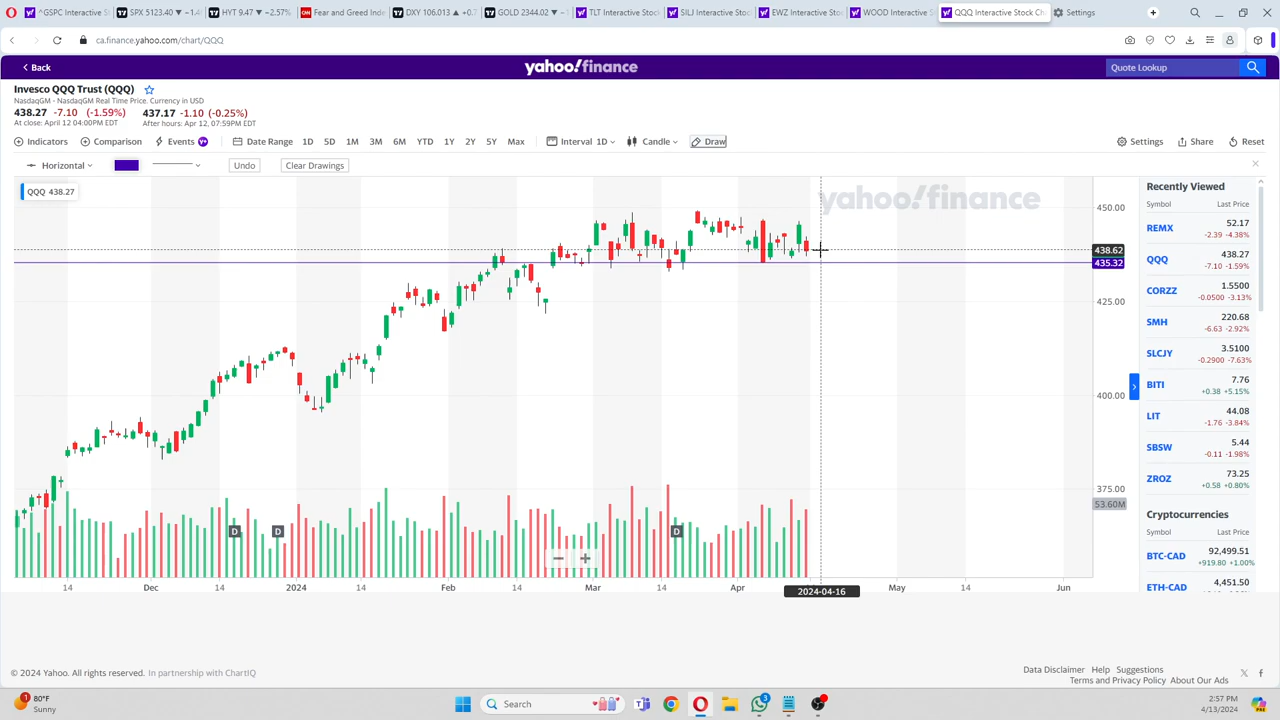 ^GSPC Interactive S
SPX 5123.40 ▼ −1.4
HYT 9.47 ▼ −2.57%
Fear and Greed Inde
DXY 106.013 ▲ +0.
GOLD 2344.02 ▼ −1
TLT Interactive Stoc
SILJ Interactive Stoc
EWZ Interactive Stoc
WOOD Interactive S
QQQ Interactive Stock Ch
Settings
ca.finance.yahoo.com/chart/QQQ
Back
yahoo!finance
Quote Lookup
Invesco QQQ Trust (QQQ)
NasdaqGM - NasdaqGM Real Time Price. Currency in USD
438.27 -7.10 (-1.59%) 437.17 -1.10 (-0.25%)
At close: April 12 04:00PM EDT After hours: Apr 12, 07:59PM EDT
Indicators Comparison Events Y+ Date Range 1D 5D 1M 3M 6M YTD 1Y 2Y 5Y Max Interval 1D Candle Draw Settings Share Reset
Horizontal Undo Clear Drawings
QQQ 438.27
yahoo!finance
450.00
438.62
435.32
425.00
400.00
375.00
53.60M
D D D
14 Dec 14 2024 14 Feb 14 Mar 14 Apr 2024-04-16 May 14 Jun
Recently Viewed
Symbol Last Price
REMX 52.17
-2.39 -4.38%
QQQ 438.27
-7.10 -1.59%
CORZZ 1.5500
-0.0500 -3.13%
SMH 220.68
-6.63 -2.92%
SLCJY 3.5100
-0.2900 -7.63%
BITI 7.76
+0.38 +5.15%
LIT 44.08
-1.76 -3.84%
SBSW 5.44
-0.11 -1.98%
ZROZ 73.25
+0.58 +0.80%
Cryptocurrencies
Symbol Last Price
BTC-CAD 92,499.51
+919.80 +1.00%
ETH-CAD 4,451.50
© 2024 Yahoo. All rights reserved. In partnership with ChartIQ
Data Disclaimer Help Suggestions
Terms and Privacy Policy About Our Ads
80°F
Sunny
Search
3
2:57 PM
4/13/2024